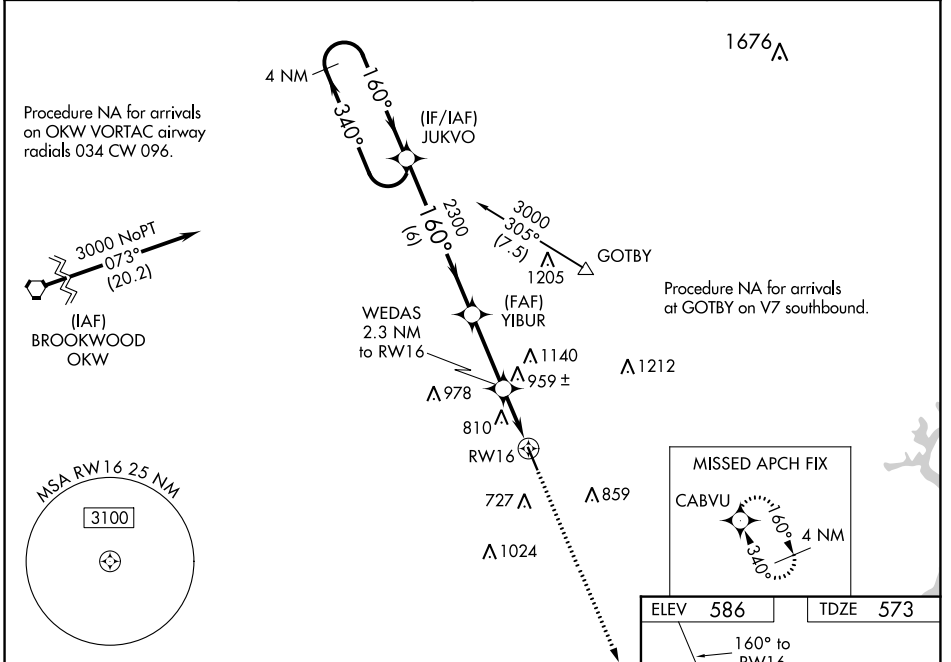 1676
4 NM
160°
340°
(IF/IAF)
JUKVO
Procedure NA for arrivals
on OKW VORTAC airway
radials 034 CW 096.
2300
160°
(6)
3000
305°
(7.5)
GOTBY
1205
3000 NoPT
073°
(20.2)
(IAF)
BROOKWOOD
OKW
Procedure NA for arrivals
at GOTBY on V7 southbound.
(FAF)
YIBUR
WEDAS
2.3 NM
to RW16
1140
959 ±
1212
978
810
RW16
MSA RW16 25 NM
3100
727
859
1024
MISSED APCH FIX
CABVU
160°
4 NM
340°
ELEV 586
TDZE 573
160° to
RW16